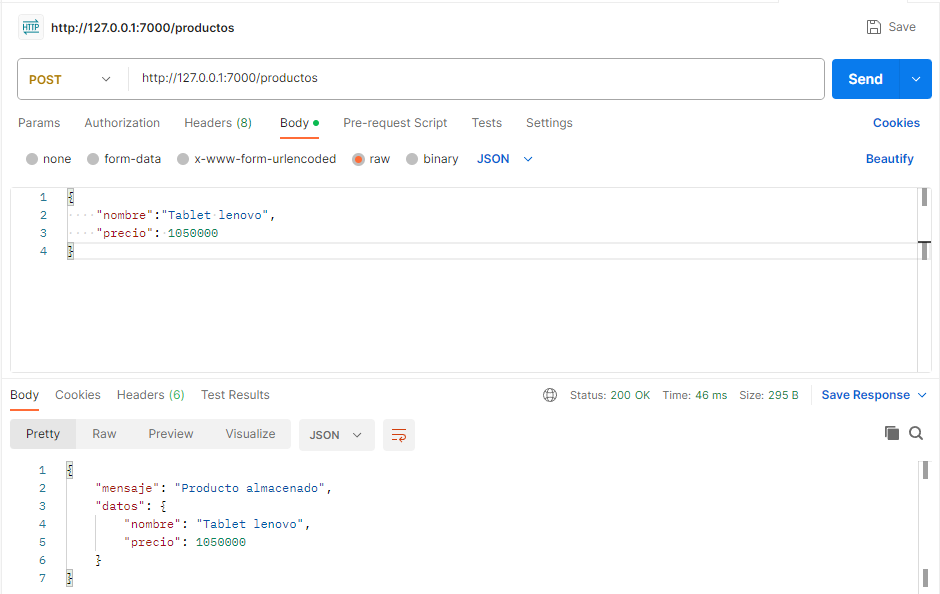 HTTP http://127.0.0.1:7000/productos Save
POST http://127.0.0.1:7000/productos Send
Params Authorization Headers (8) Body Pre-request Script Tests Settings Cookies
none form-data x-www-form-urlencoded raw binary JSON Beautify
1 {
2 "nombre":"Tablet lenovo",
3 "precio": 1050000
4 }
Body Cookies Headers (6) Test Results Status: 200 OK Time: 46 ms Size: 295 B Save Response
Pretty Raw Preview Visualize JSON
1 {
2 "mensaje": "Producto almacenado",
3 "datos": {
4 "nombre": "Tablet lenovo",
5 "precio": 1050000
6 }
7 }